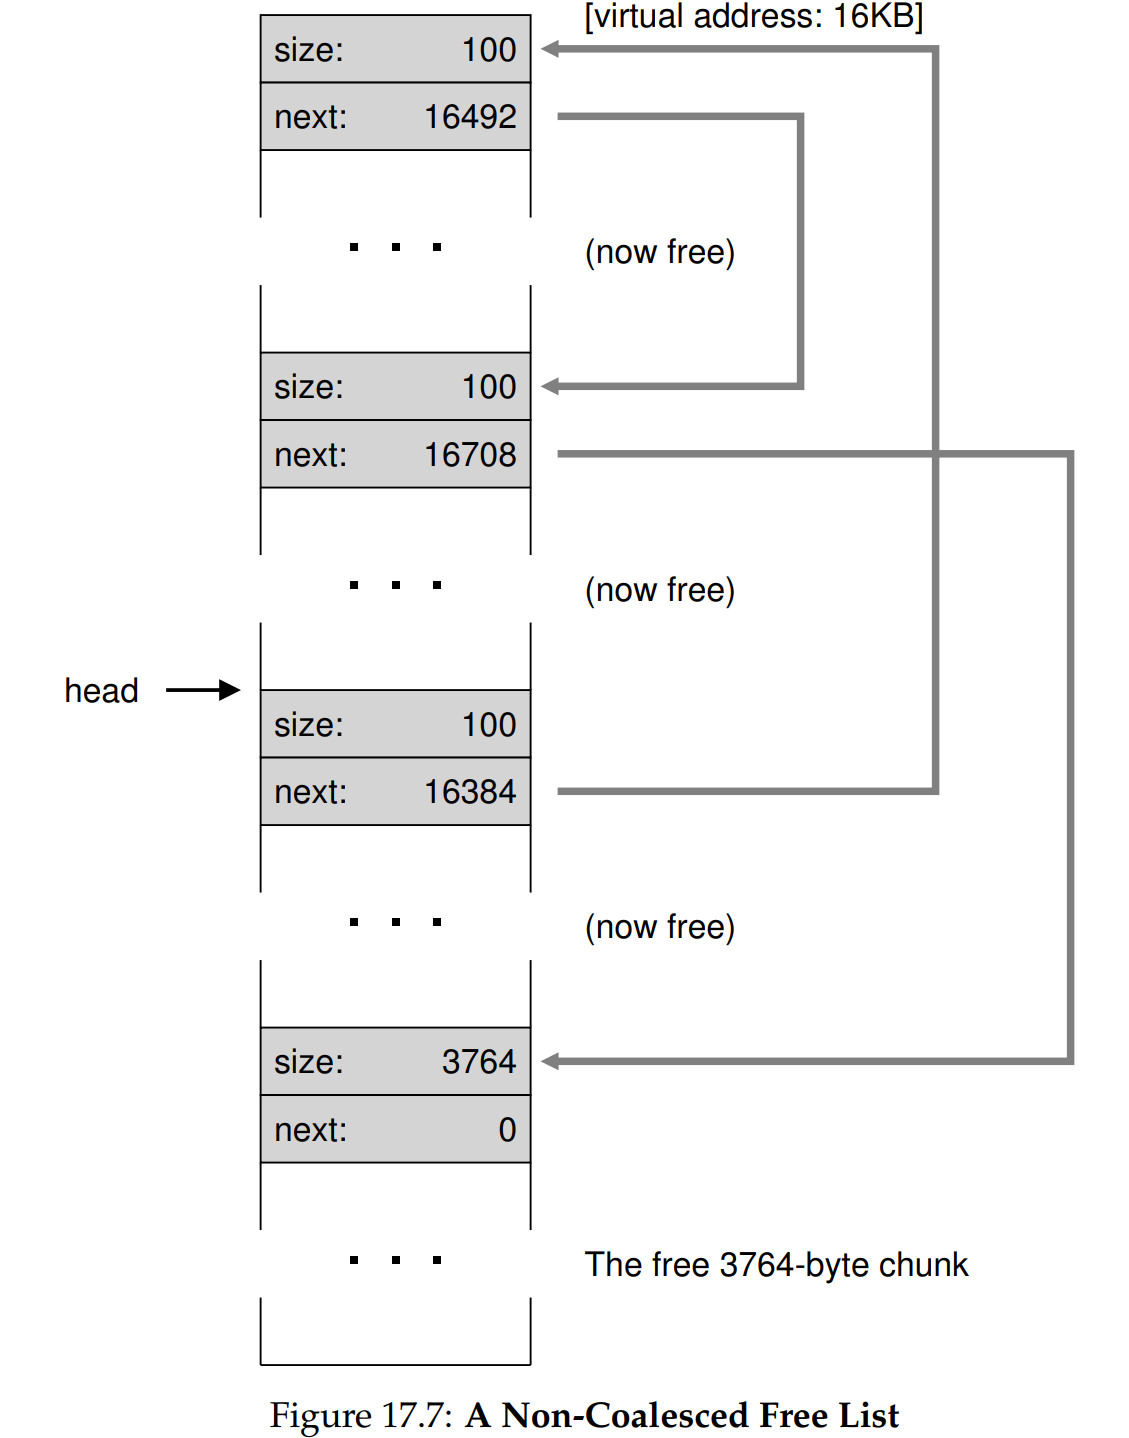 [virtual address: 16KB]
size: 100
next: 16492
(now free)
size: 100
next: 16708
(now free)
head
size: 100
next: 16384
(now free)
size: 3764
next: 0
The free 3764-byte chunk
Figure 17.7: A Non-Coalesced Free List